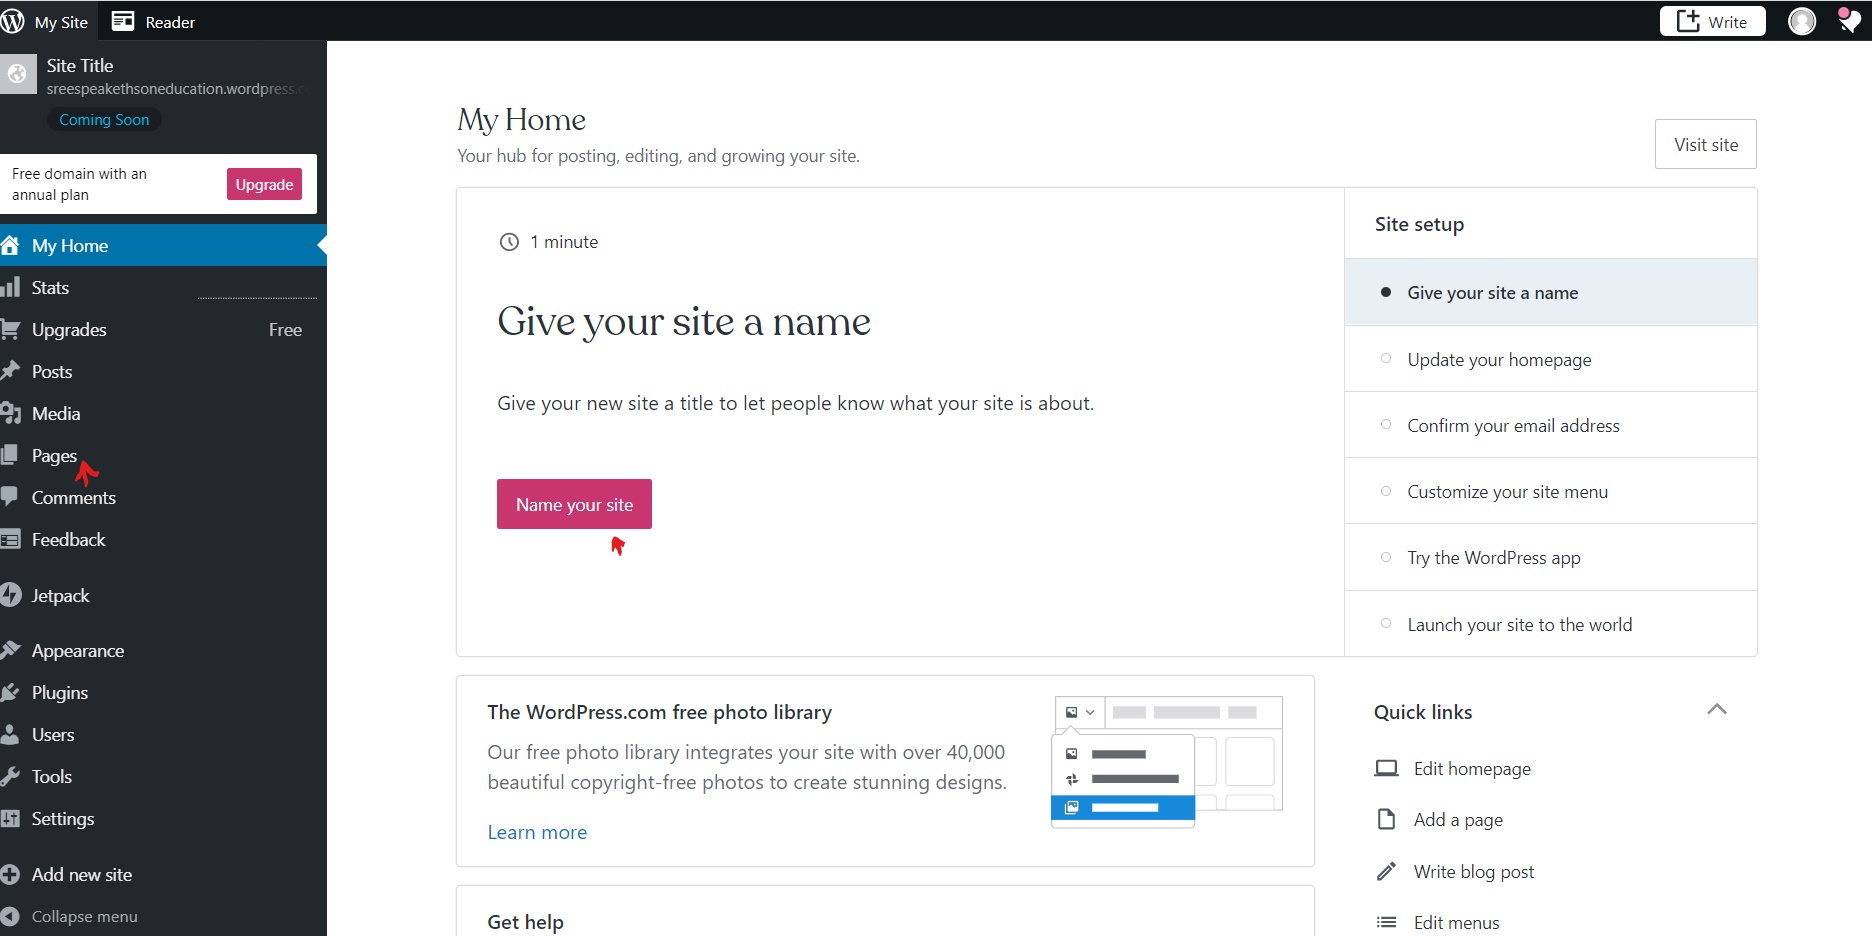 My Site
Reader
Write
Site Title
sreespeakethsoneducation.wordpress.c
Coming Soon
Free domain with an
annual plan
Upgrade
My Home
Stats
Upgrades
Free
Posts
Media
Pages
Comments
Feedback
Jetpack
Appearance
Plugins
Users
Tools
Settings
Add new site
Collapse menu
My Home
Your hub for posting, editing, and growing your site.
Visit site
1 minute
Give your site a name
Give your new site a title to let people know what your site is about.
Name your site
Site setup
Give your site a name
Update your homepage
Confirm your email address
Customize your site menu
Try the WordPress app
Launch your site to the world
The WordPress.com free photo library
Our free photo library integrates your site with over 40,000
beautiful copyright-free photos to create stunning designs.
Learn more
Quick links
Edit homepage
Add a page
Write blog post
Edit menus
Get help